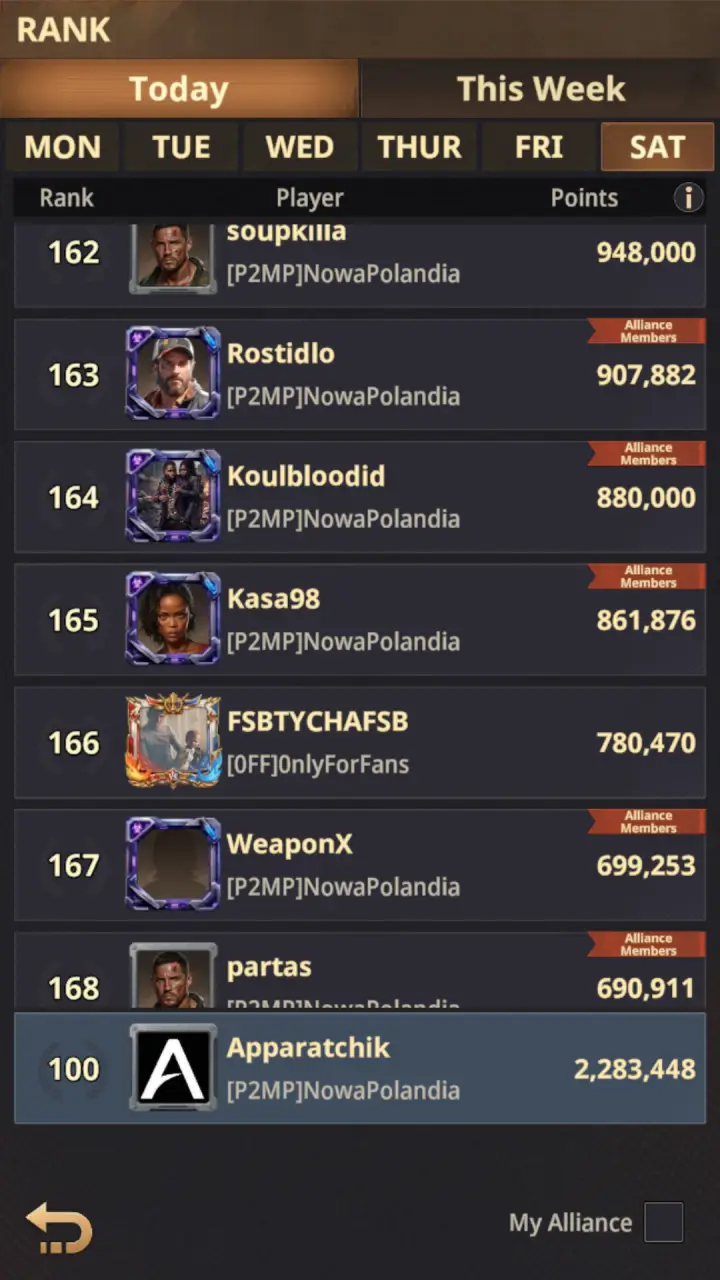 RANK
Today
This Week
MON TUE WED THUR FRI SAT
Rank Player Points i
162 soupkilla 948,000
[P2MP]NowaPolandia
Alliance Members
163 Rostidlo 907,882
[P2MP]NowaPolandia
Alliance Members
164 Koulbloodid 880,000
[P2MP]NowaPolandia
Alliance Members
165 Kasa98 861,876
[P2MP]NowaPolandia
166 FSBTYCHAFSB 780,470
[0FF]0nlyForFans
Alliance Members
167 WeaponX 699,253
[P2MP]NowaPolandia
Alliance Members
168 partas 690,911
[P2MP]NowaPolandia
100 Apparatchik 2,283,448
[P2MP]NowaPolandia
My Alliance